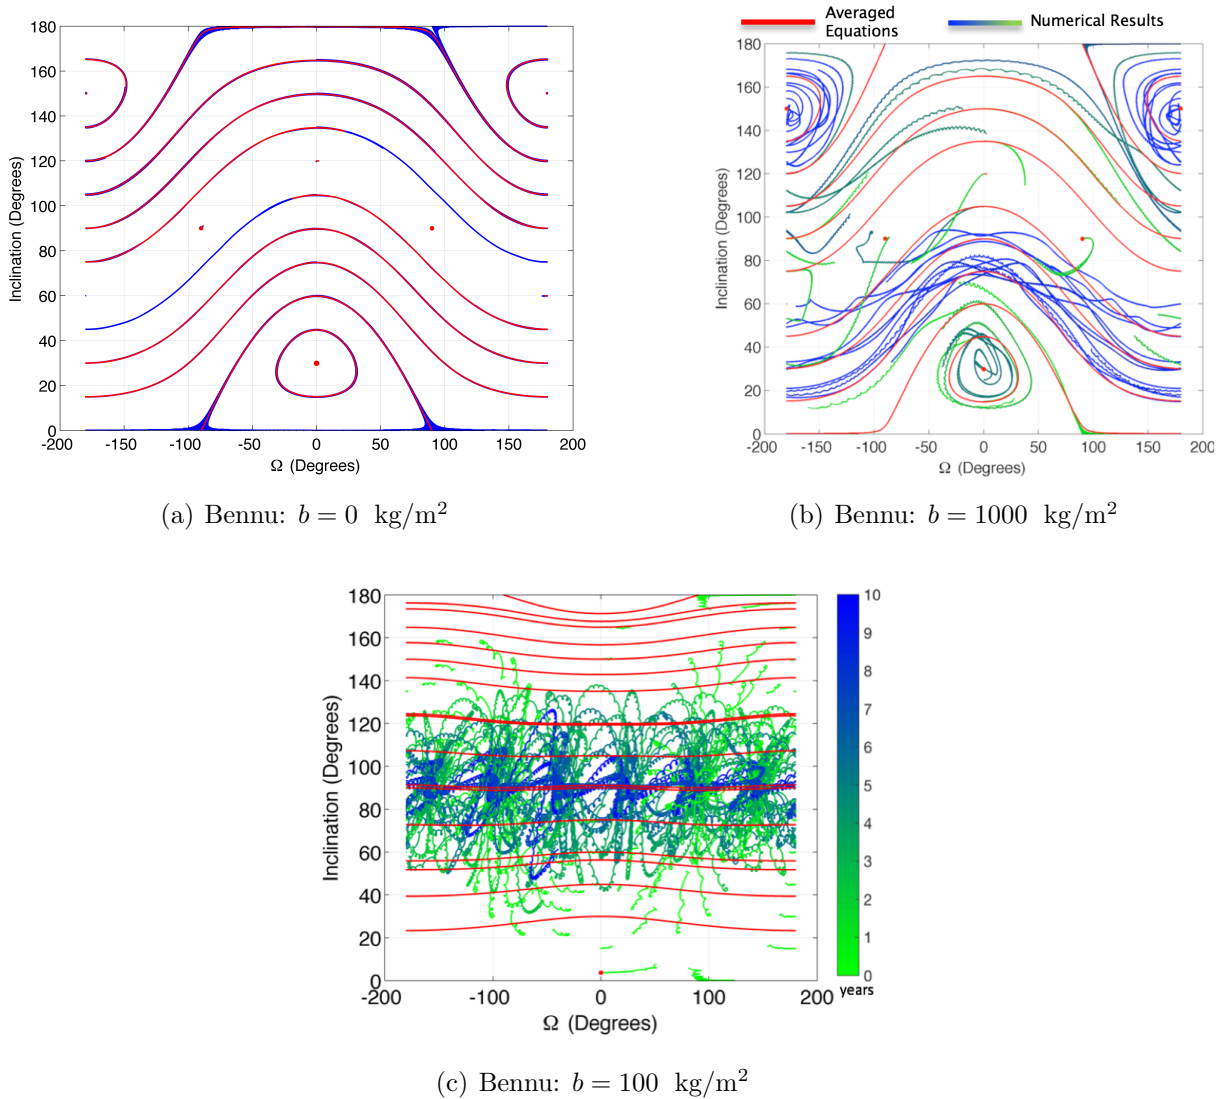 Averaged
Equations
Numerical Results
180
160
140
120
100
80
60
40
20
0
Inclination (Degrees)
-200 -150 -100 -50 0 50 100 150 200
Ω (Degrees)
(a) Bennu: b = 0 kg/m²
180
160
140
120
100
80
60
40
20
0
Inclination (Degrees)
-200 -150 -100 -50 0 50 100 150 200
Ω (Degrees)
(b) Bennu: b = 1000 kg/m²
180
160
140
120
100
80
60
40
20
0
Inclination (Degrees)
-200 -100 0 100 200
Ω (Degrees)
10
9
8
7
6
5
4
3
2
1
0
years
(c) Bennu: b = 100 kg/m²